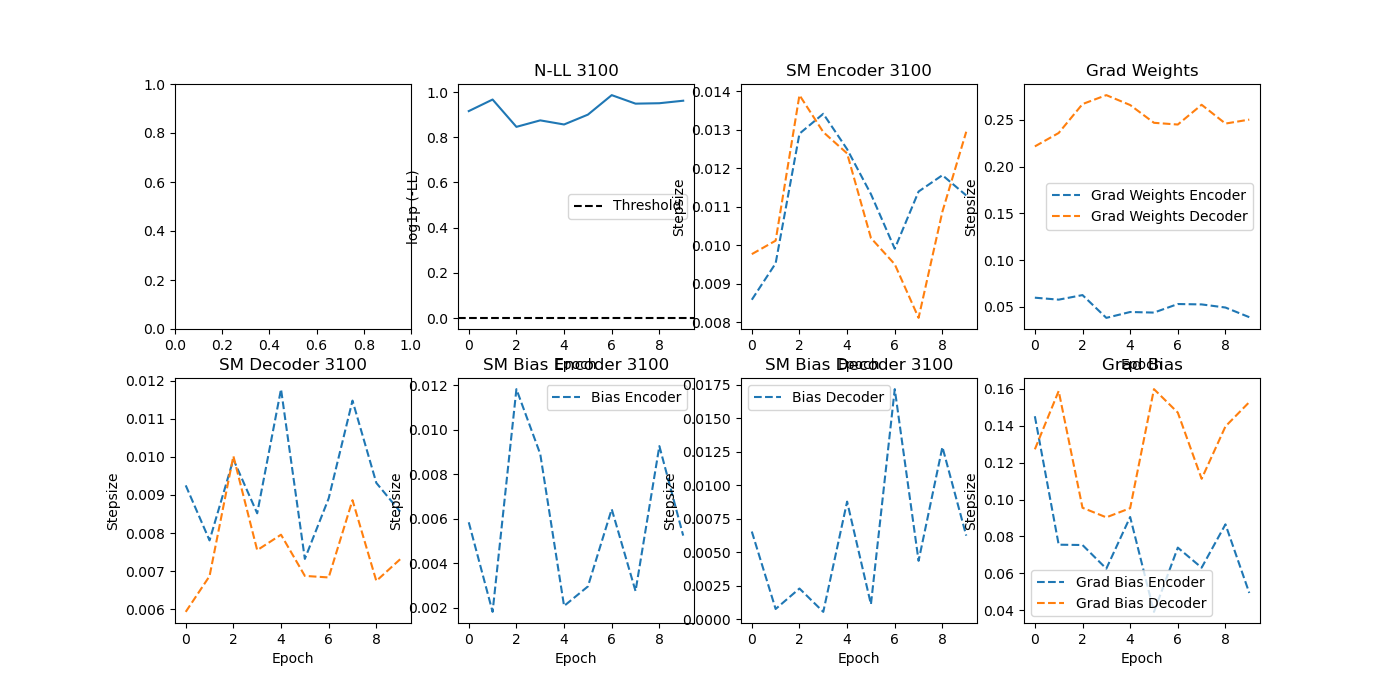 N-LL 3100
SM Encoder 3100
Grad Weights
1.0
0.8
0.6
0.4
0.2
0.0
0.0 0.2 0.4 0.6 0.8 1.0
log1p (-LL)
1.0
0.8
0.6
0.4
0.2
0.0
Threshold
0 2 4 6 8
Epoch
Stepsize
0.014
0.013
0.012
0.011
0.010
0.009
0.008
0 2 4 6 8
Epoch
Stepsize
0.25
0.20
0.15
0.10
0.05
Grad Weights Encoder
Grad Weights Decoder
0 2 4 6 8
Epoch
SM Decoder 3100
SM Bias Encoder 3100
SM Bias Decoder 3100
Grad Bias
Stepsize
0.012
0.011
0.010
0.009
0.008
0.007
0.006
0 2 4 6 8
Epoch
Stepsize
0.012
0.010
0.008
0.006
0.004
0.002
Bias Encoder
0 2 4 6 8
Epoch
Stepsize
0.0175
0.0150
0.0125
0.0100
0.0075
0.0050
0.0025
0.0000
Bias Decoder
0 2 4 6 8
Epoch
Stepsize
0.16
0.14
0.12
0.10
0.08
0.06
0.04
Grad Bias Encoder
Grad Bias Decoder
0 2 4 6 8
Epoch